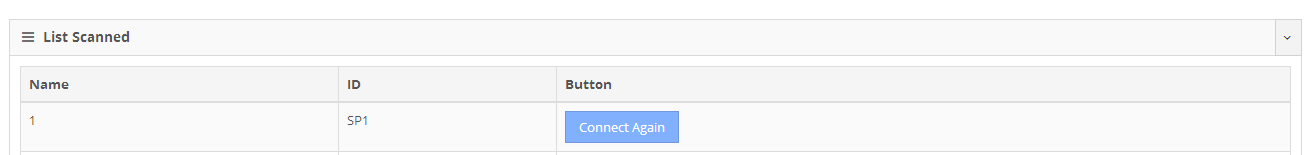 List Scanned
Name ID Button
1 SP1 Connect Again